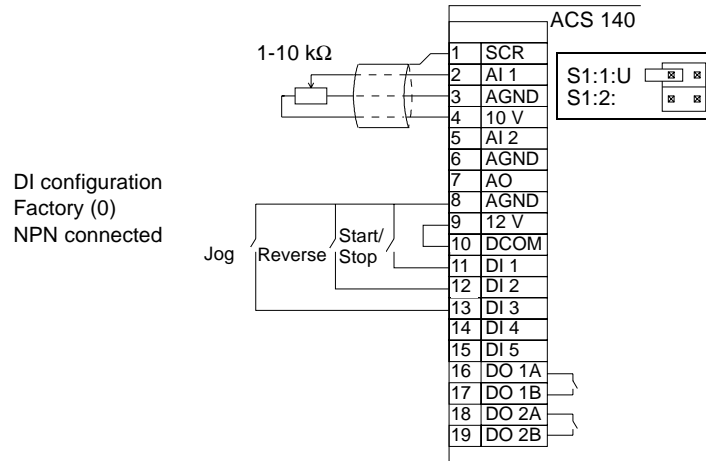 ACS 140
1-10 kΩ
1 SCR
2 AI 1
3 AGND
4 10 V
5 AI 2
6 AGND
7 AO
8 AGND
9 12 V
10 DCOM
11 DI 1
12 DI 2
13 DI 3
14 DI 4
15 DI 5
16 DO 1A
17 DO 1B
18 DO 2A
19 DO 2B
S1:1:U
S1:2:
DI configuration
Factory (0)
NPN connected
Jog
Reverse
Start/
Stop